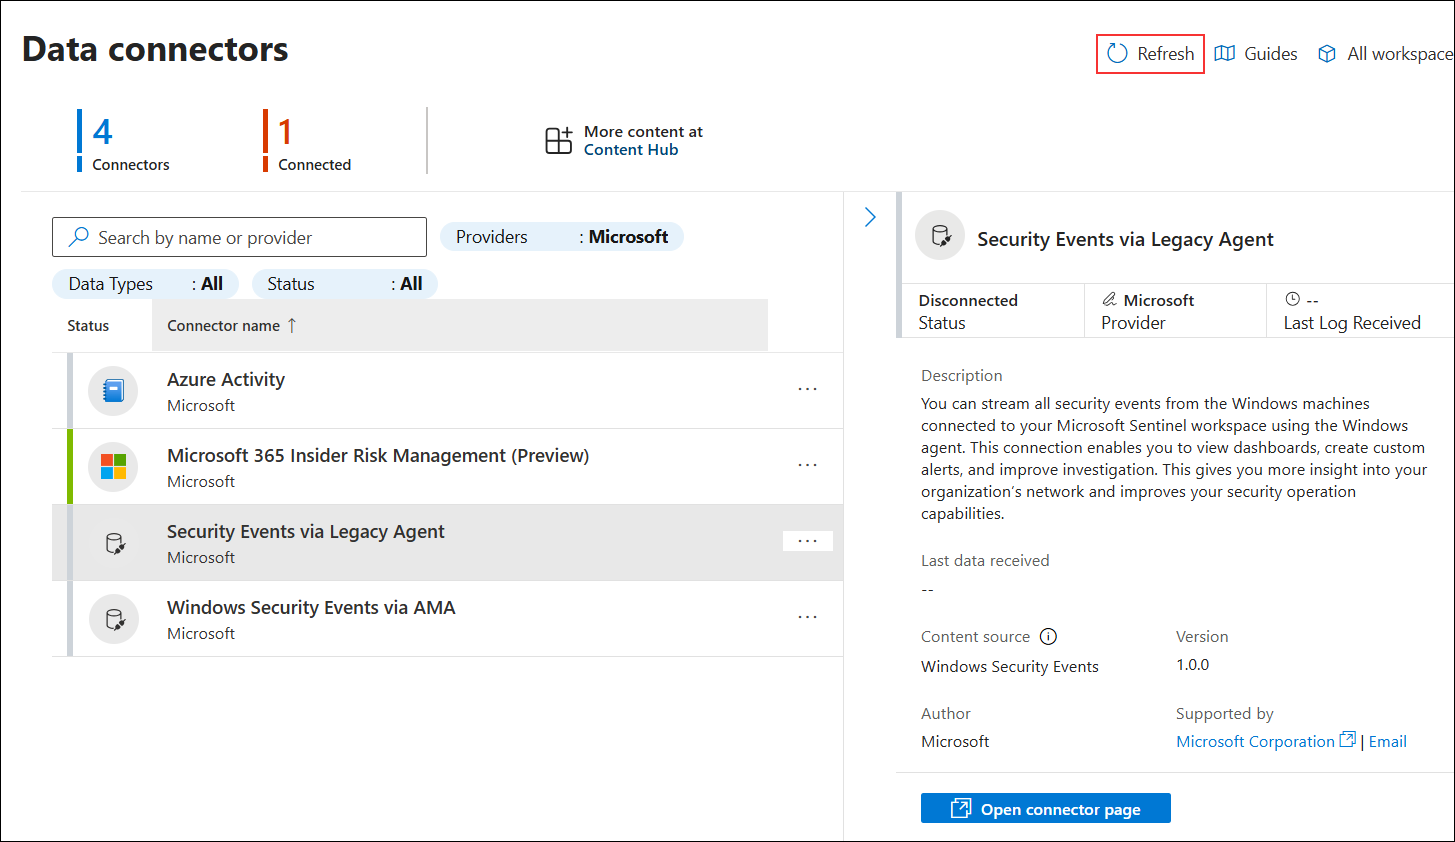 Data connectors
Refresh
Guides
All workspace
4
Connectors
1
Connected
More content at
Content Hub
Search by name or provider
Providers : Microsoft
Data Types : All
Status : All
Status
Connector name ↑
Azure Activity
Microsoft
...
Microsoft 365 Insider Risk Management (Preview)
Microsoft
...
Security Events via Legacy Agent
Microsoft
...
Windows Security Events via AMA
Microsoft
...
Security Events via Legacy Agent
Disconnected
Status
Microsoft
Provider
--
Last Log Received
Description
You can stream all security events from the Windows machines
connected to your Microsoft Sentinel workspace using the Windows
agent. This connection enables you to view dashboards, create custom
alerts, and improve investigation. This gives you more insight into your
organization’s network and improves your security operation
capabilities.
Last data received
--
Content source
Windows Security Events
Version
1.0.0
Author
Microsoft
Supported by
Microsoft Corporation | Email
Open connector page